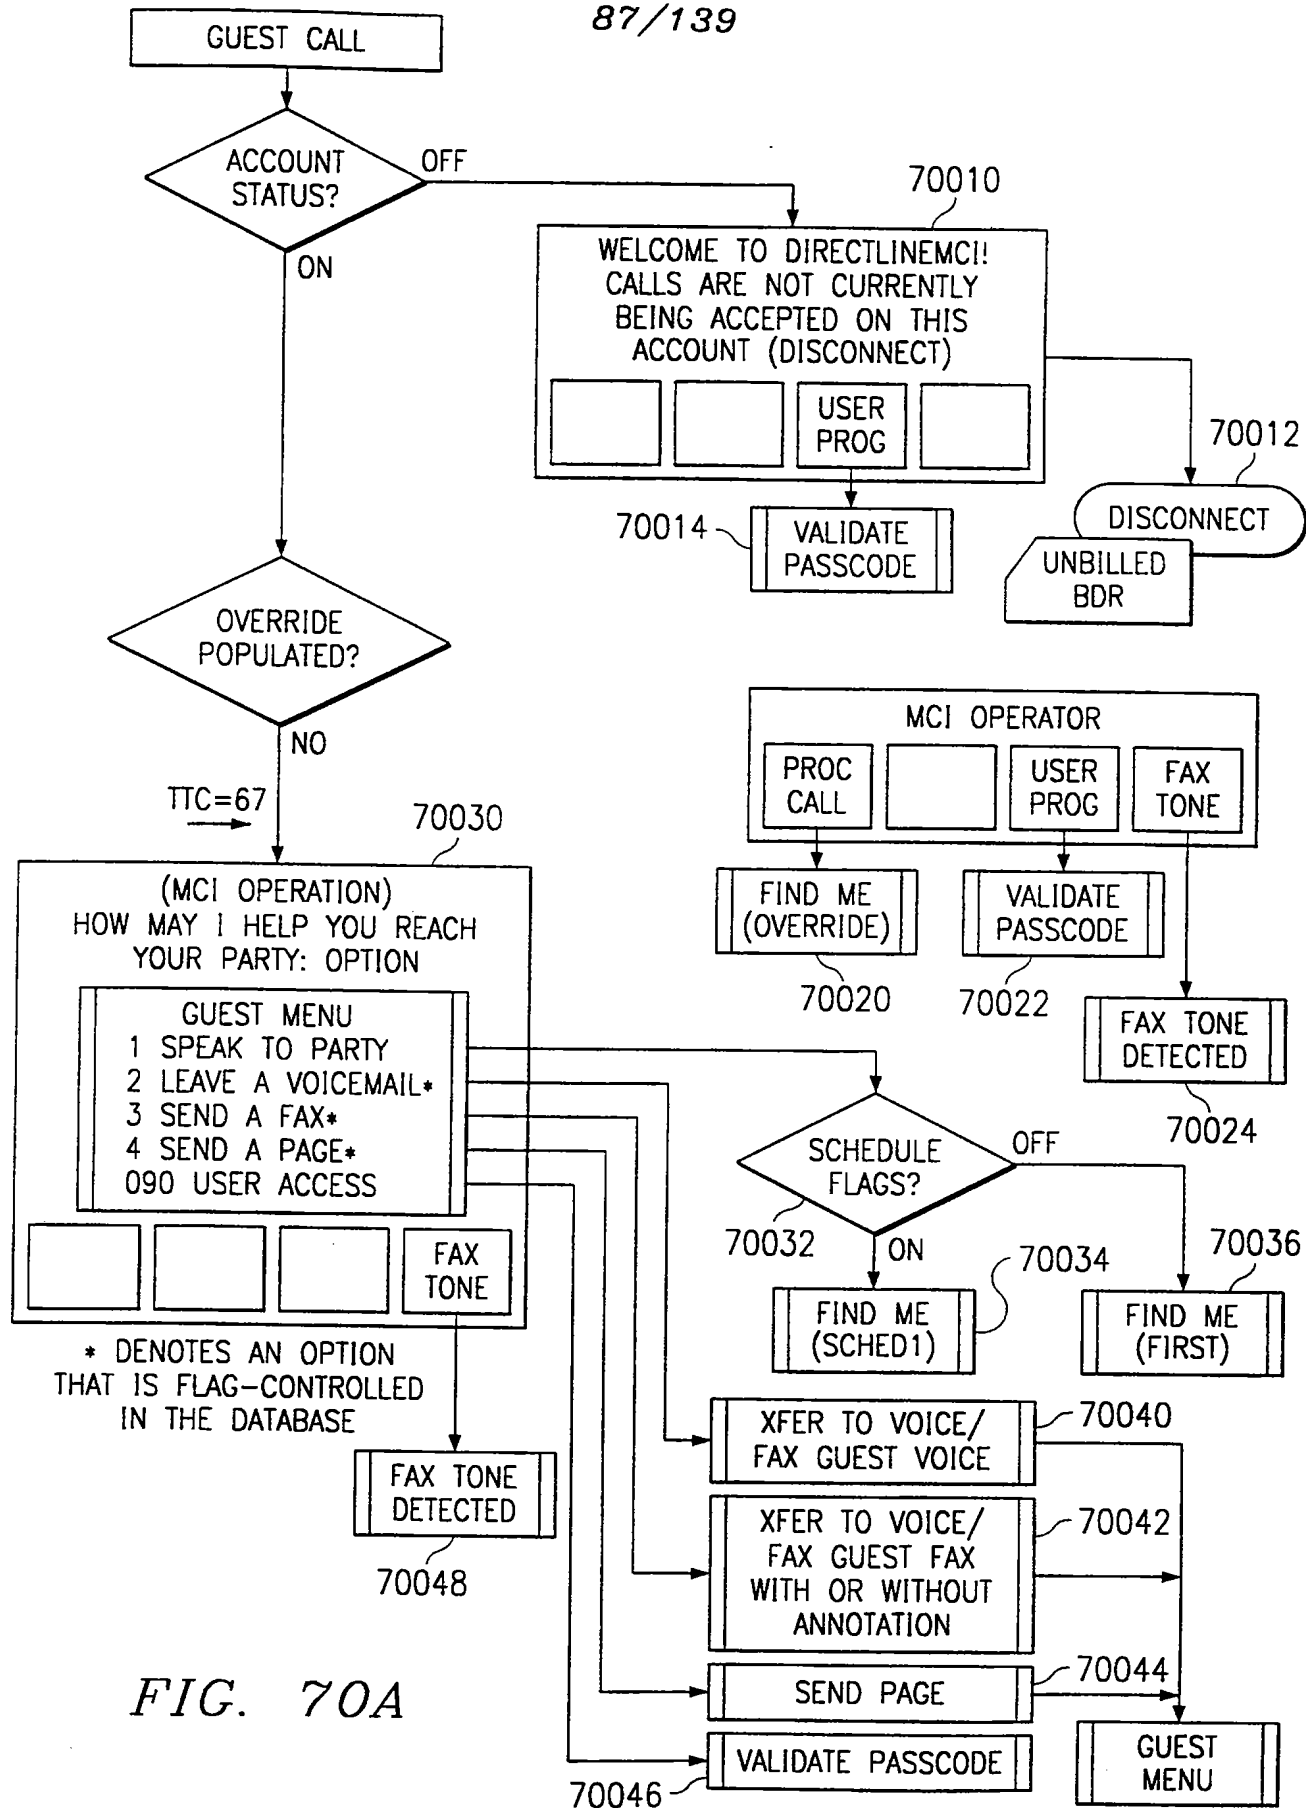 87/139
GUEST CALL
ACCOUNT
STATUS?
OFF
ON
70010
WELCOME TO DIRECTLINEMCI!
CALLS ARE NOT CURRENTLY
BEING ACCEPTED ON THIS
ACCOUNT (DISCONNECT)
USER
PROG
70012
DISCONNECT
UNBILLED
BDR
70014
VALIDATE
PASSCODE
OVERRIDE
POPULATED?
NO
TTC=67
70030
MCI OPERATOR
PROC
CALL
USER
PROG
FAX
TONE
FIND ME
(OVERRIDE)
70020
VALIDATE
PASSCODE
70022
FAX TONE
DETECTED
70024
(MCI OPERATION)
HOW MAY I HELP YOU REACH
YOUR PARTY: OPTION
GUEST MENU
1 SPEAK TO PARTY
2 LEAVE A VOICEMAIL*
3 SEND A FAX*
4 SEND A PAGE*
090 USER ACCESS
FAX
TONE
* DENOTES AN OPTION
THAT IS FLAG-CONTROLLED
IN THE DATABASE
FAX TONE
DETECTED
70048
SCHEDULE
FLAGS?
OFF
70032
ON
70034
FIND ME
(SCHED1)
70036
FIND ME
(FIRST)
XFER TO VOICE/
FAX GUEST VOICE
70040
XFER TO VOICE/
FAX GUEST FAX
WITH OR WITHOUT
ANNOTATION
70042
SEND PAGE
70044
VALIDATE PASSCODE
70046
GUEST
MENU
FIG. 70A